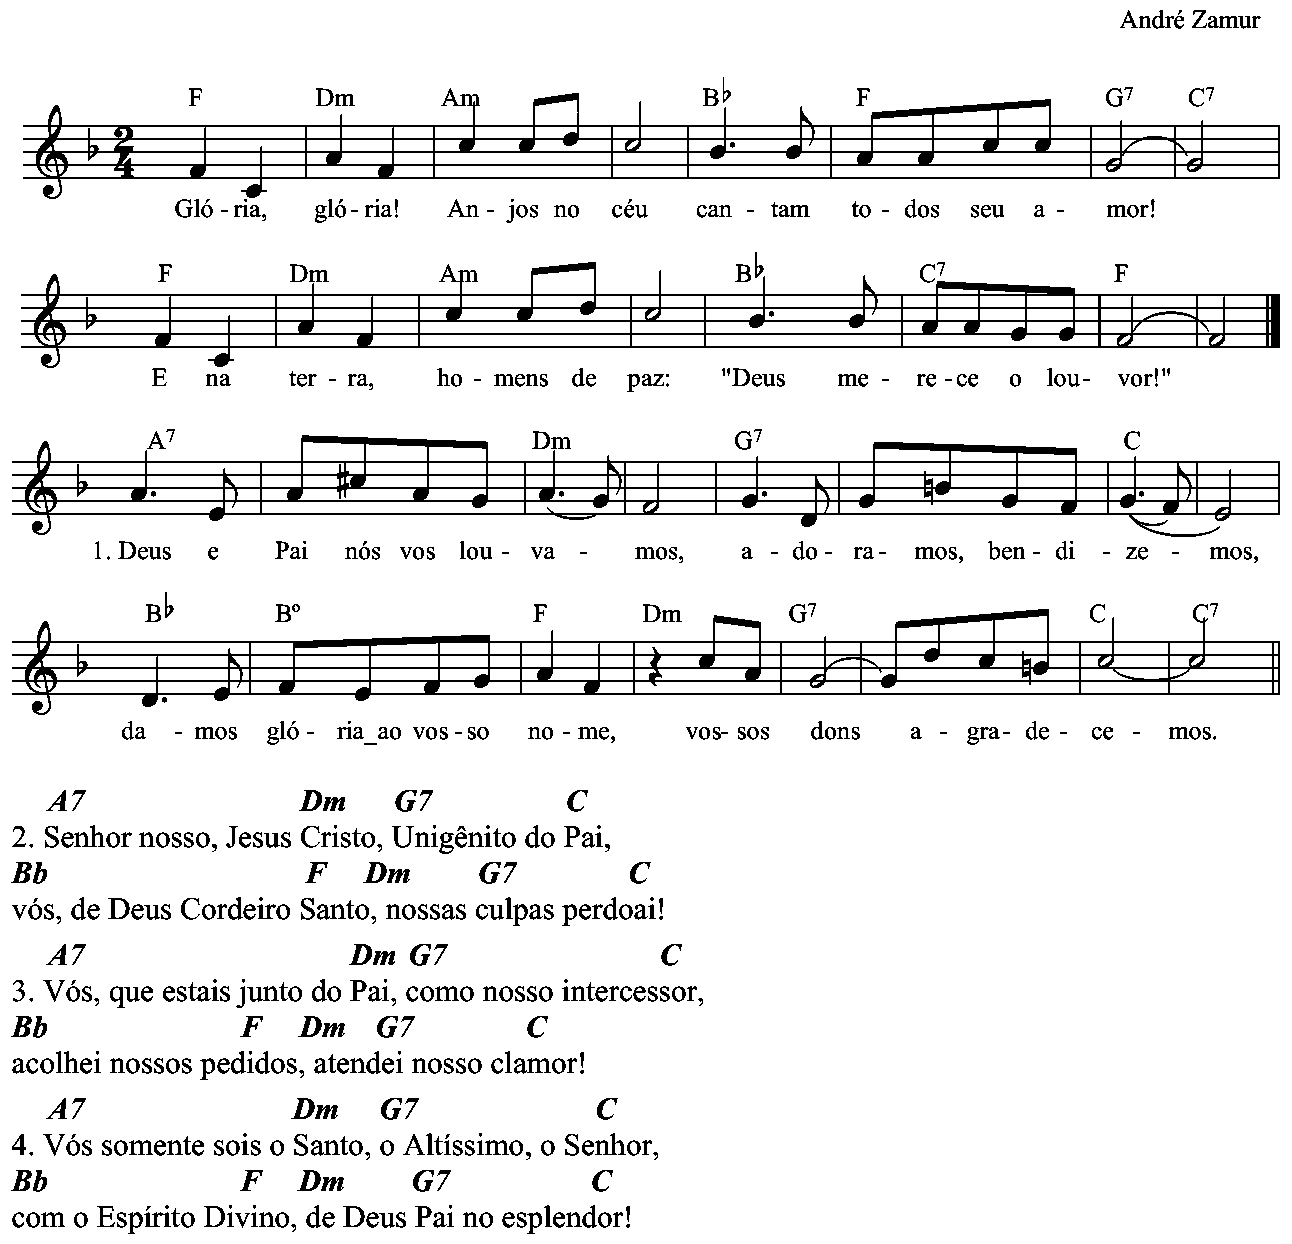 André Zamur
F Dm Am B♭ F G7 C7
2
4
Gló - ria, gló - ria! An - jos no céu can - tam to - dos seu a - mor!
F Dm Am B♭ C7 F
E na ter - ra, ho - mens de paz: "Deus me - re - ce o lou - vor!"
A7 Dm G7 C
1. Deus e Pai nós vos lou - va - mos, a - do - ra - mos, ben - di - ze - mos,
B♭ Bº F Dm G7 C C7
da - mos gló - ria_ao vos - so no - me, vos - sos dons a - gra - de - ce - mos.
A7 Dm G7 C
2. Senhor nosso, Jesus Cristo, Unigênito do Pai,
Bb F Dm G7 C
vós, de Deus Cordeiro Santo, nossas culpas perdoai!
A7 Dm G7 C
3. Vós, que estais junto do Pai, como nosso intercessor,
Bb F Dm G7 C
acolhei nossos pedidos, atendei nosso clamor!
A7 Dm G7 C
4. Vós somente sois o Santo, o Altíssimo, o Senhor,
Bb F Dm G7 C
com o Espírito Divino, de Deus Pai no esplendor!